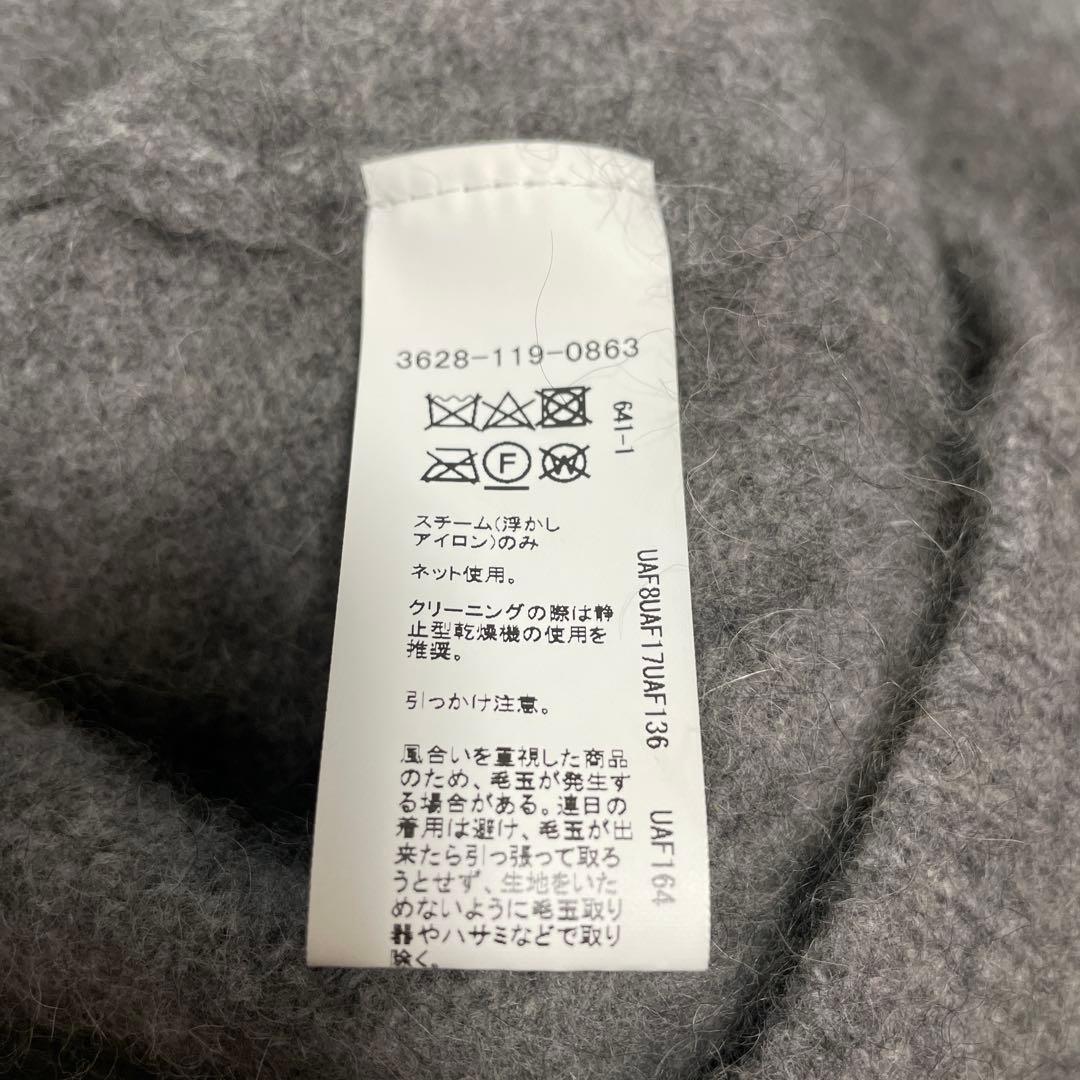 3628-119-0863
641-1
F
W
スチーム(浮かし
アイロン)のみ
ネット使用。
クリーニングの際は静
止型乾燥機の使用を
推奨。
引っかけ注意。
風合いを重視した商品
のため、毛玉が発生す
る場合がある。連日の
着用は避け、毛玉が出
来たら引っ張って取ろ
うとせず、生地をいた
めないように毛玉取り
器やハサミなどで取り
除く。
UAF8UAF17UAF136
UAF164